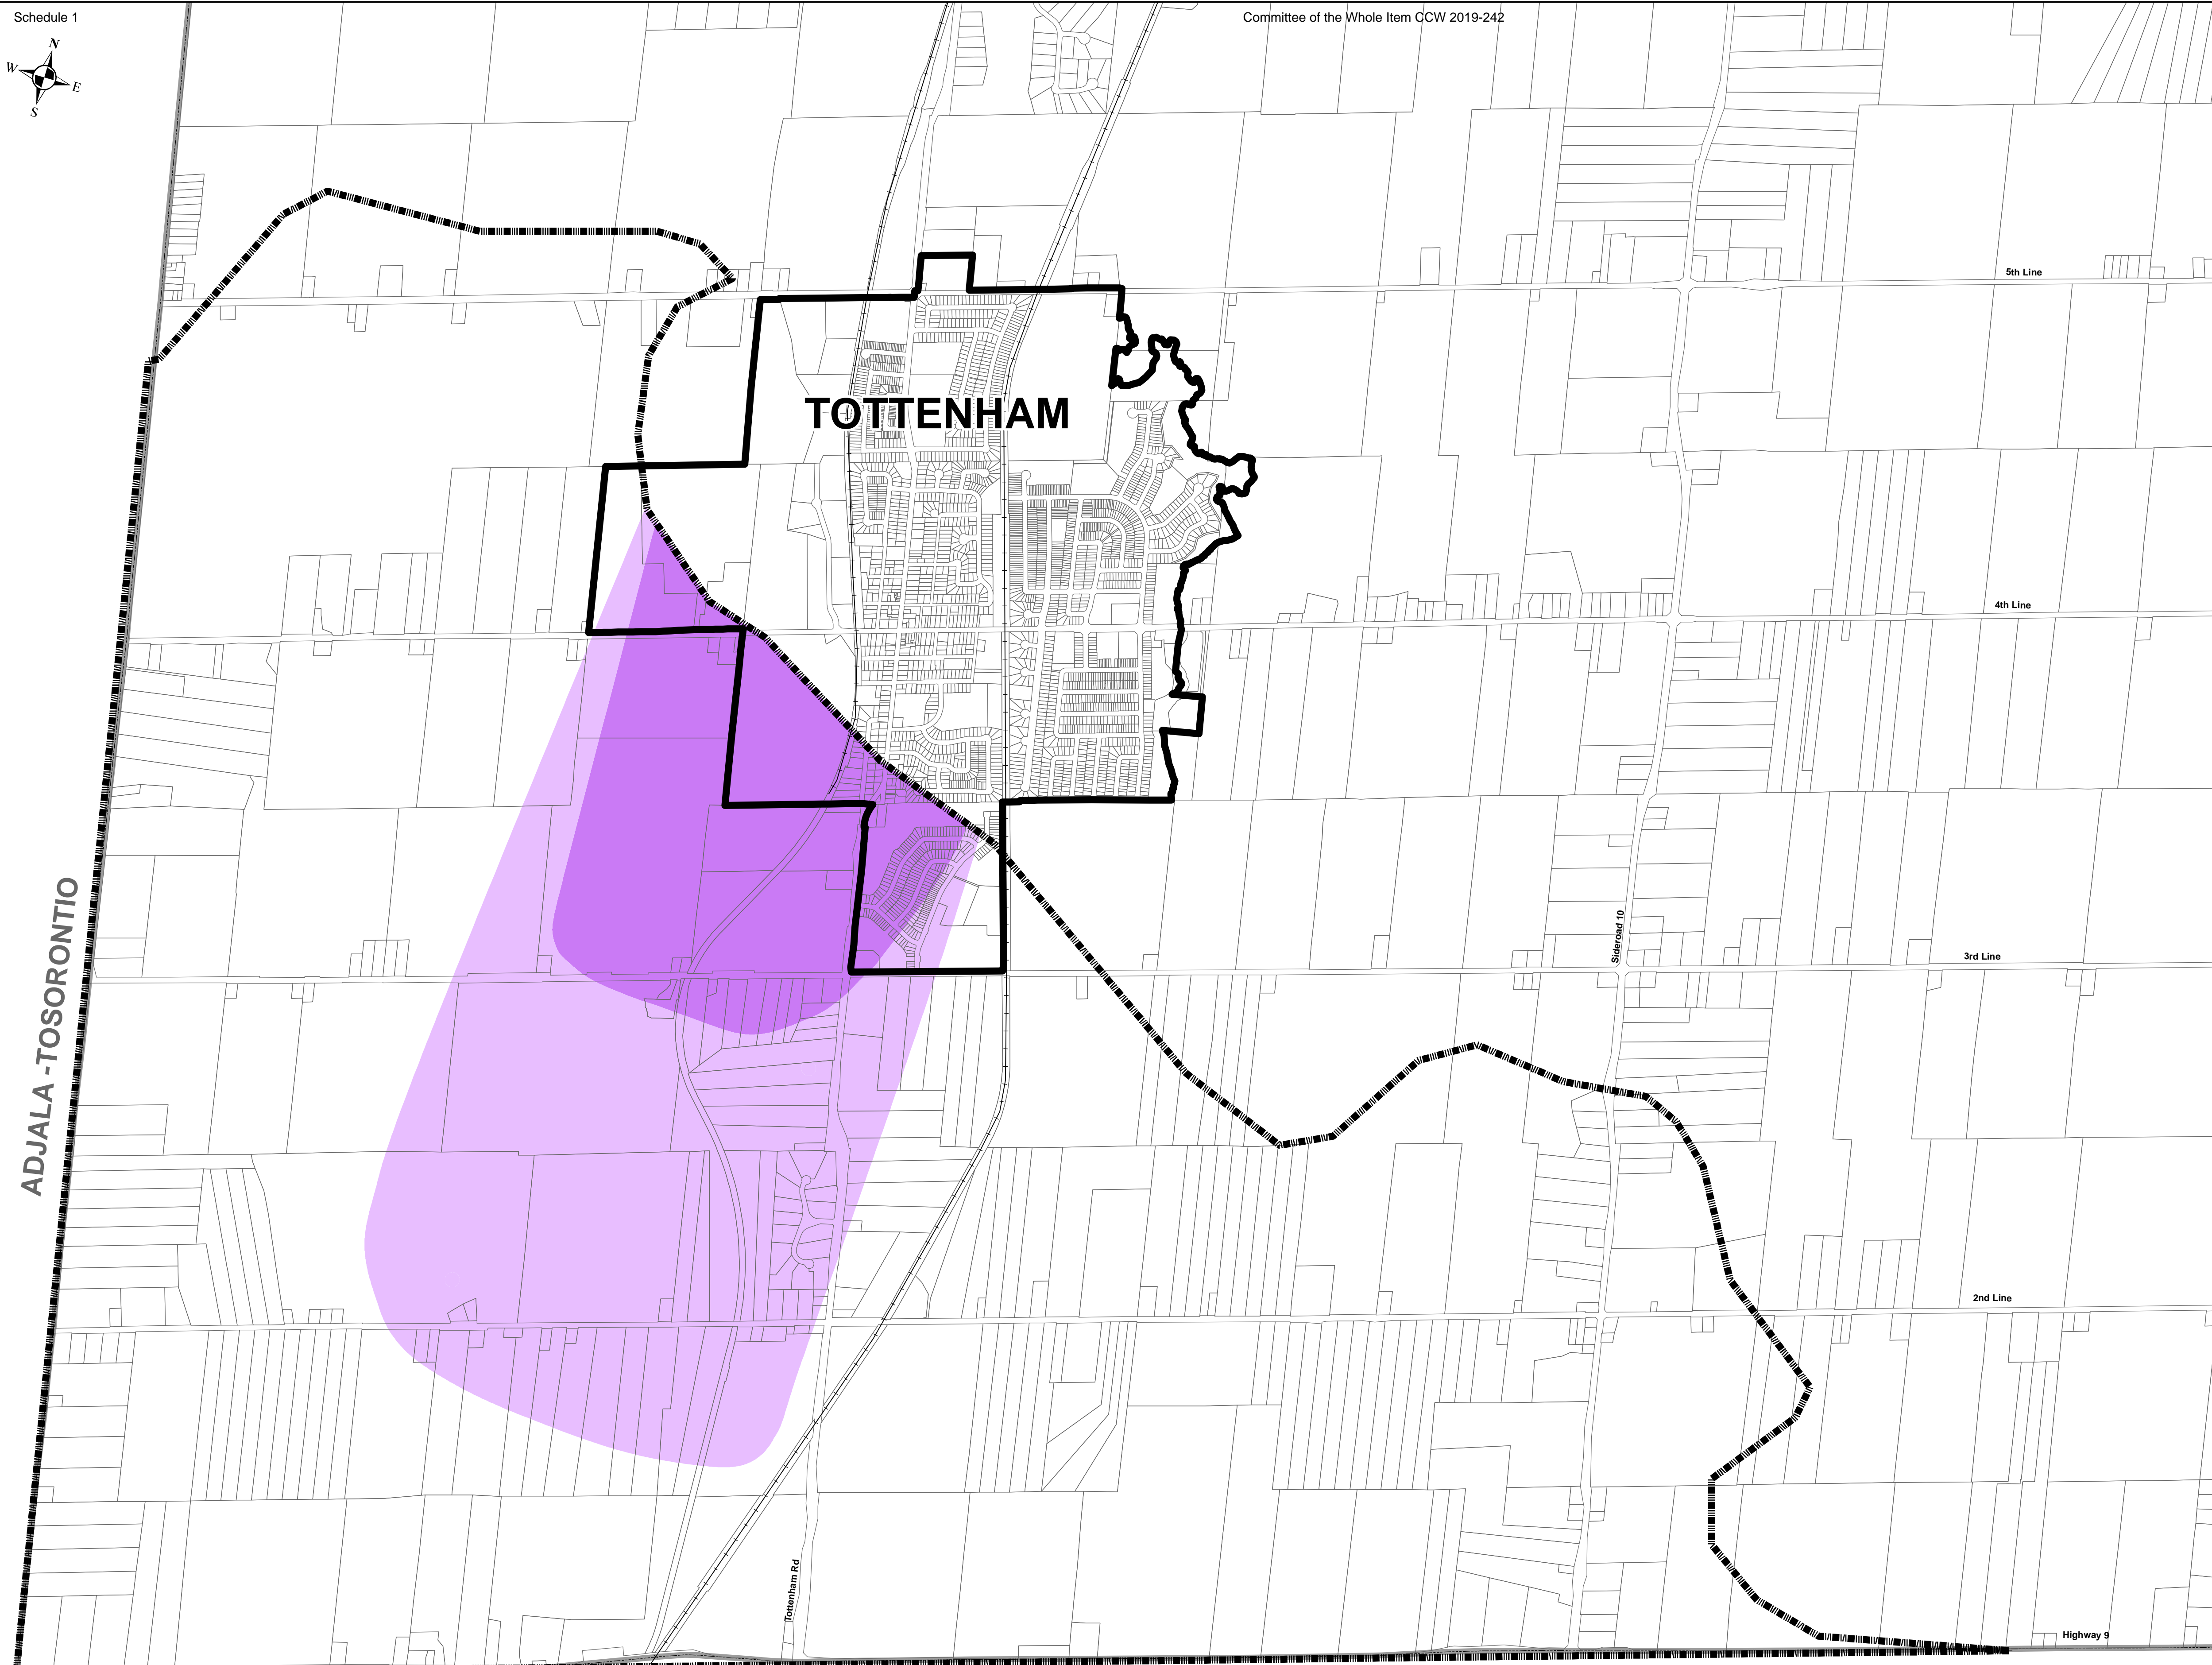 Schedule 1
Committee of the Whole Item CCW 2019-242
N
W
E
S
5th Line
TOTTENHAM
4th Line
ADJALA -TOSORONTIO
Sideroad 10
3rd Line
2nd Line
Tottenham Rd
Highway 9